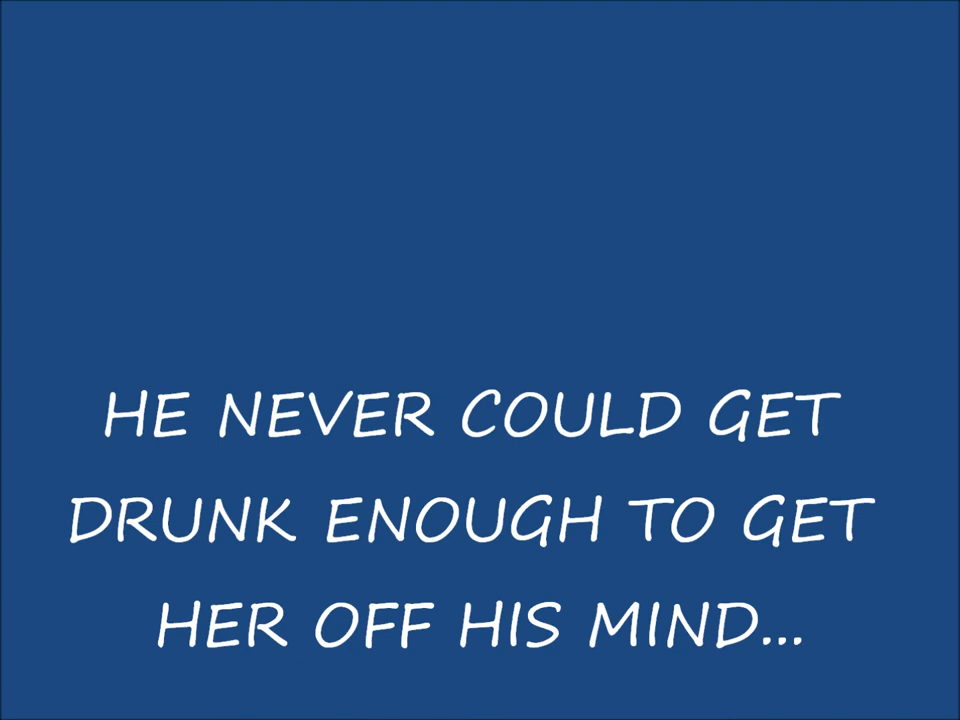 HE NEVER COULD GET
DRUNK ENOUGH TO GET
HER OFF HIS MIND...